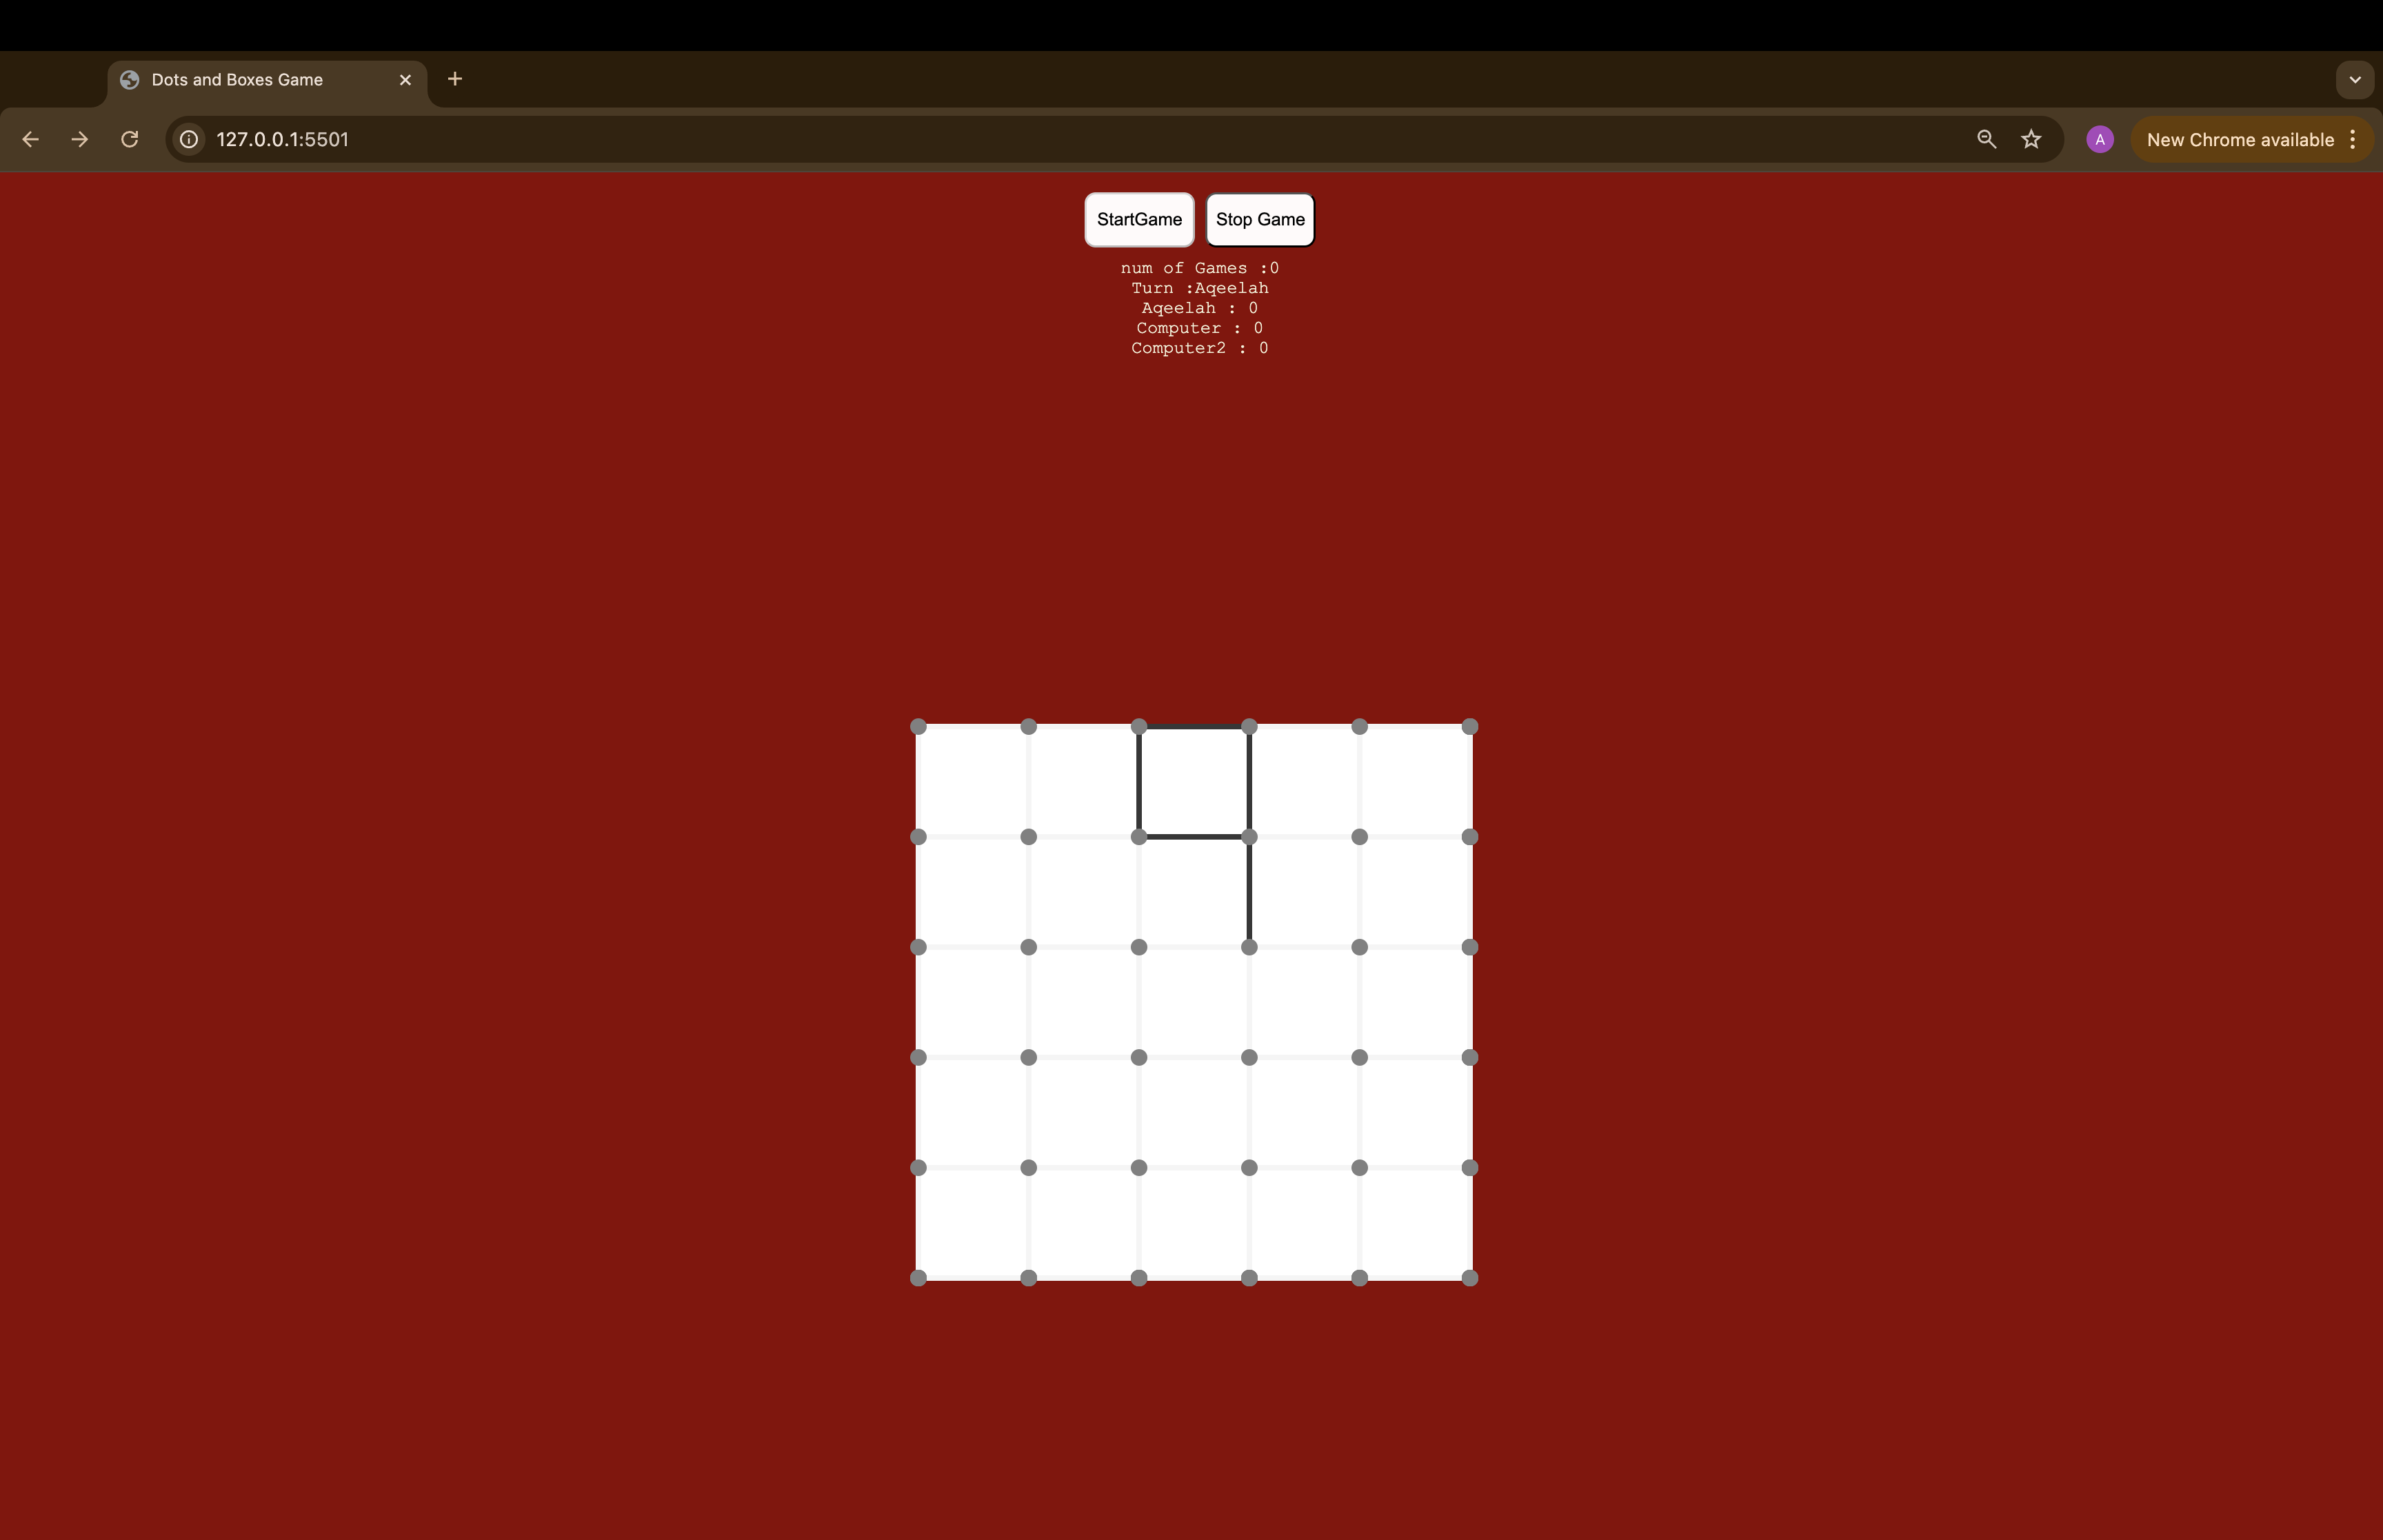 Dots and Boxes Game
127.0.0.1:5501
A
New Chrome available
StartGame
Stop Game
num of Games :0
Turn :Aqeelah
Aqeelah : 0
Computer : 0
Computer2 : 0